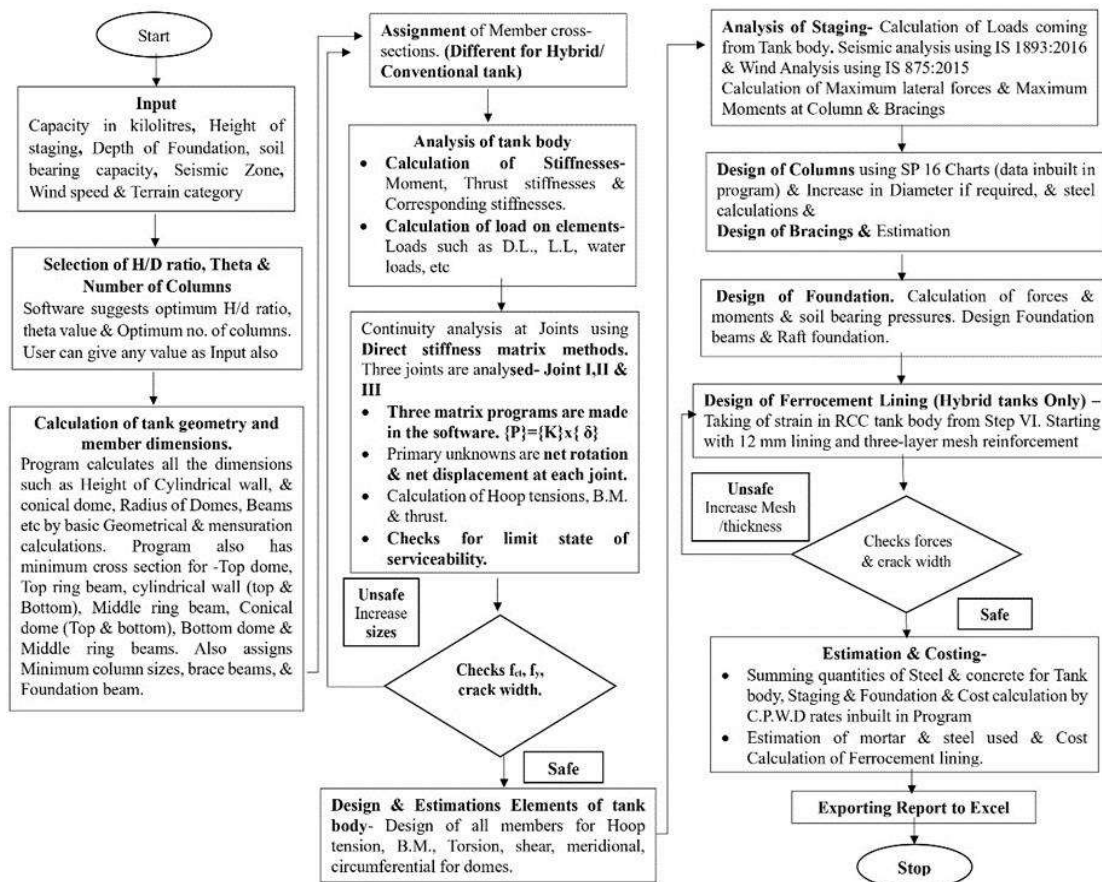 Start
Input
Capacity in kilolitres, Height of
staging, Depth of Foundation, soil
bearing capacity, Seismic Zone,
Wind speed & Terrain category
Selection of H/D ratio, Theta &
Number of Columns
Software suggests optimum H/d ratio,
theta value & Optimum no. of columns.
User can give any value as Input also
Calculation of tank geometry and
member dimensions.
Program calculates all the dimensions
such as Height of Cylindrical wall, &
conical dome, Radius of Domes, Beams
etc by basic Geometrical & mensuration
calculations. Program also has
minimum cross section for -Top dome,
Top ring beam, cylindrical wall (top &
Bottom), Middle ring beam, Conical
dome (Top & bottom), Bottom dome &
Middle ring beams. Also assigns
Minimum column sizes, brace beams, &
Foundation beam.
Assignment of Member cross-
sections. (Different for Hybrid/
Conventional tank)
Analysis of tank body
• Calculation of Stiffnesses-
Moment, Thrust stiffnesses &
Corresponding stiffnesses.
• Calculation of load on elements-
Loads such as D.L., L.L, water
loads, etc
Continuity analysis at Joints using
Direct stiffness matrix methods.
Three joints are analysed- Joint I,II &
III
• Three matrix programs are made
in the software. {P}={K}x{ δ}
• Primary unknowns are net rotation
& net displacement at each joint.
• Calculation of Hoop tensions, B.M.
& thrust.
• Checks for limit state of
serviceability.
Unsafe
Increase
sizes
Checks fct, fy,
crack width.
Safe
Design & Estimations Elements of tank
body- Design of all members for Hoop
tension, B.M., Torsion, shear, meridional,
circumferential for domes.
Analysis of Staging- Calculation of Loads coming
from Tank body. Seismic analysis using IS 1893:2016
& Wind Analysis using IS 875:2015
Calculation of Maximum lateral forces & Maximum
Moments at Column & Bracings
Design of Columns using SP 16 Charts (data inbuilt in
program) & Increase in Diameter if required, & steel
calculations &
Design of Bracings & Estimation
Design of Foundation. Calculation of forces &
moments & soil bearing pressures. Design Foundation
beams & Raft foundation.
Design of Ferrocement Lining (Hybrid tanks Only) –
Taking of strain in RCC tank body from Step VI. Starting
with 12 mm lining and three-layer mesh reinforcement
Unsafe
Increase Mesh
/thickness
Checks forces
& crack width
Safe
Estimation & Costing-
• Summing quantities of Steel & concrete for Tank
body, Staging & Foundation & Cost calculation by
C.P.W.D rates inbuilt in Program
• Estimation of mortar & steel used & Cost
Calculation of Ferrocement lining.
Exporting Report to Excel
Stop